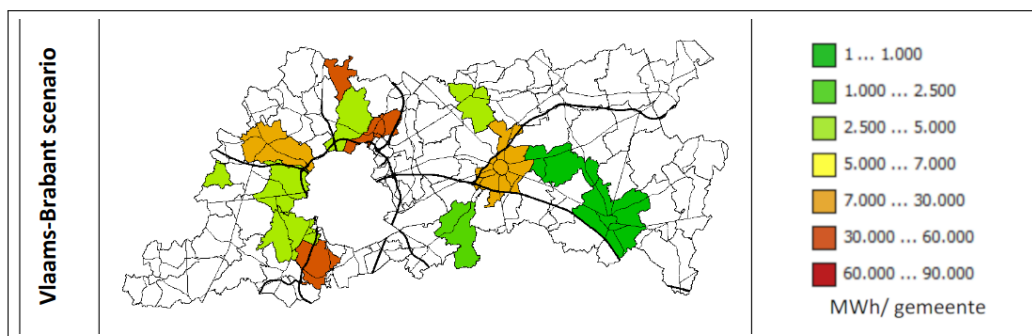 Vlaams-Brabant scenario
1 ... 1.000
1.000 ... 2.500
2.500 ... 5.000
5.000 ... 7.000
7.000 ... 30.000
30.000 ... 60.000
60.000 ... 90.000
MWh/ gemeente